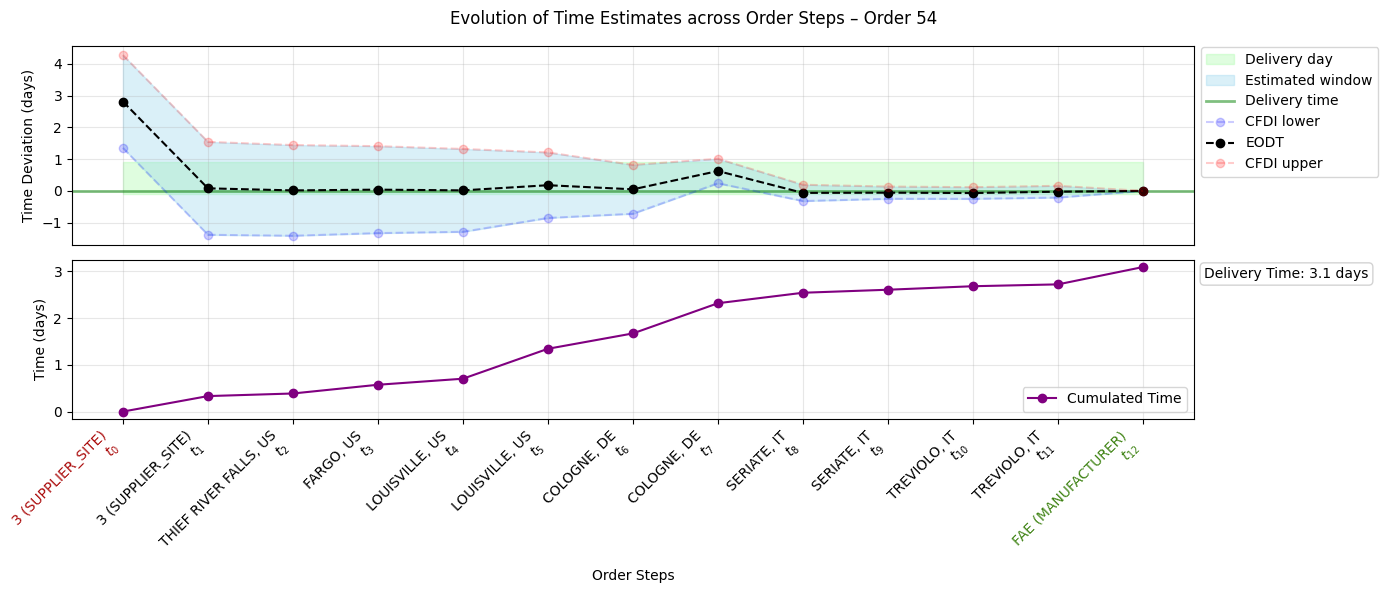 Evolution of Time Estimates across Order Steps – Order 54
Time Deviation (days)
4
3
2
1
0
−1
Delivery day
Estimated window
Delivery time
CFDI lower
EODT
CFDI upper
Time (days)
3
2
1
0
Cumulated Time
Delivery Time: 3.1 days
3 (SUPPLIER_SITE)
t0
3 (SUPPLIER_SITE)
t1
THIEF RIVER FALLS, US
t2
FARGO, US
t3
LOUISVILLE, US
t4
LOUISVILLE, US
t5
COLOGNE, DE
t6
COLOGNE, DE
t7
SERIATE, IT
t8
SERIATE, IT
t9
TREVIOLO, IT
t10
TREVIOLO, IT
t11
FAE (MANUFACTURER)
t12
Order Steps